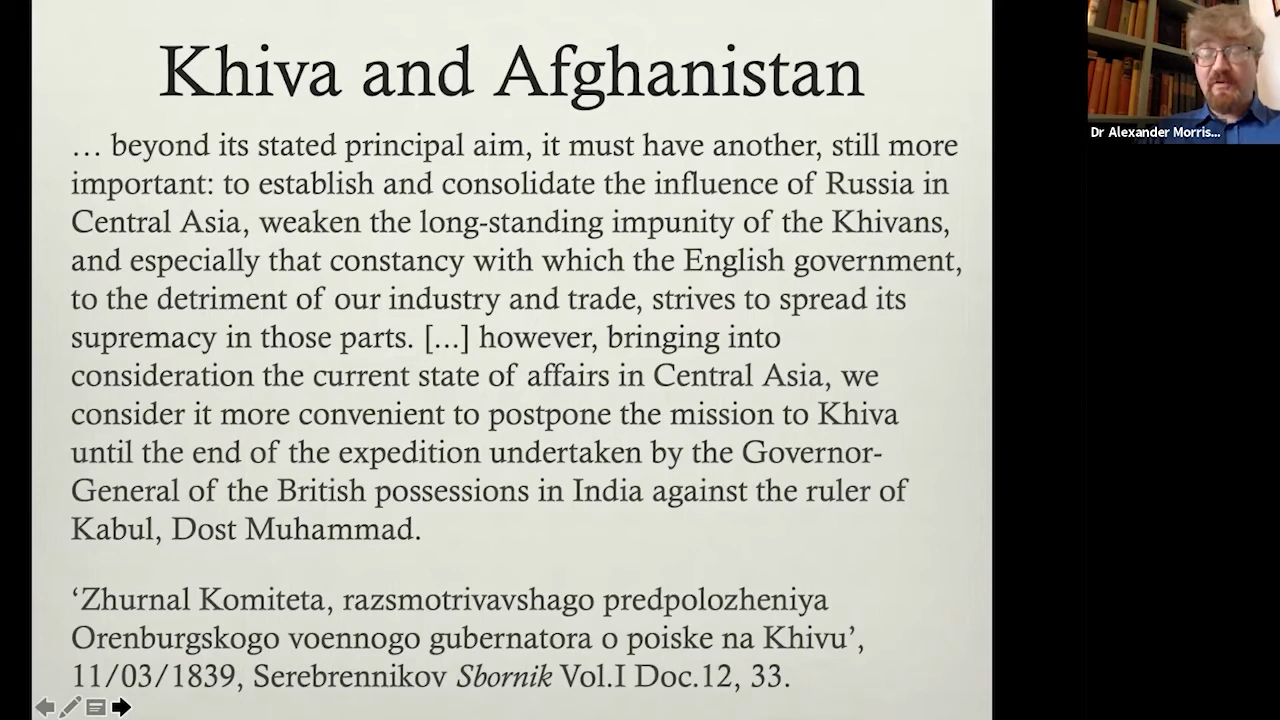 Khiva and Afghanistan
… beyond its stated principal aim, it must have another, still more
important: to establish and consolidate the influence of Russia in
Central Asia, weaken the long-standing impunity of the Khivans,
and especially that constancy with which the English government,
to the detriment of our industry and trade, strives to spread its
supremacy in those parts. […] however, bringing into
consideration the current state of affairs in Central Asia, we
consider it more convenient to postpone the mission to Khiva
until the end of the expedition undertaken by the Governor-
General of the British possessions in India against the ruler of
Kabul, Dost Muhammad.
‘Zhurnal Komiteta, razsmotrivavshago predpolozheniya
Orenburgskogo voennogo gubernatora o poiske na Khivu’,
11/03/1839, Serebrennikov Sbornik Vol.I Doc.12, 33.
Dr Alexander Morris...